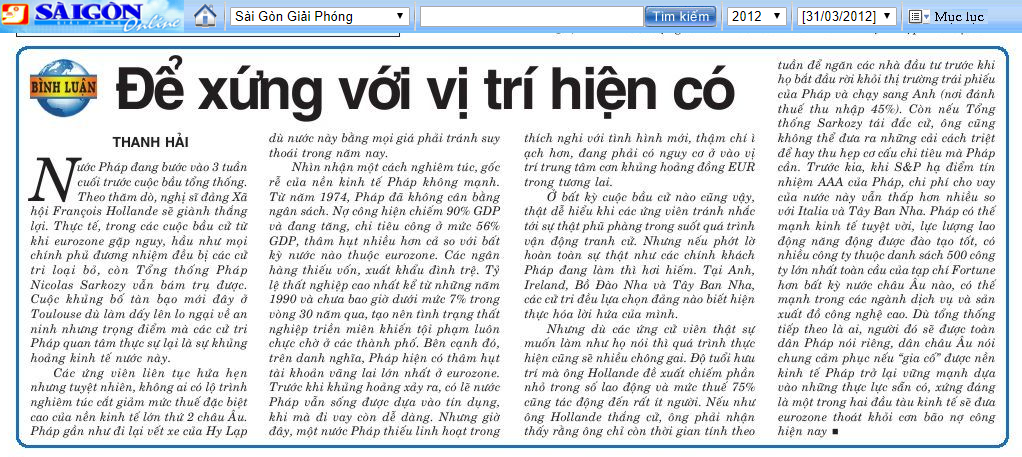 SÀI GÒN
GIẢI PHÓNG
Online
Sài Gòn Giải Phóng
Tìm kiếm
2012
[31/03/2012]
Mục lục
BÌNH LUẬN
Để xứng với vị trí hiện có
THANH HẢI
Nước Pháp đang bước vào 3 tuần
cuối trước cuộc bầu tổng thống.
Theo thăm dò, nghị sĩ đảng Xã
hội François Hollande sẽ giành thắng
lợi. Thực tế, trong các cuộc bầu cử từ
khi eurozone gặp nguy, hầu như mọi
chính phủ đương nhiệm đều bị các cử
tri loại bỏ, còn Tổng thống Pháp
Nicolas Sarkozy vẫn bám trụ được.
Cuộc khủng bố tàn bạo mới đây ở
Toulouse dù làm dấy lên lo ngại về an
ninh nhưng trọng điểm mà các cử tri
Pháp quan tâm thực sự lại là sự khủng
hoảng kinh tế nước này.
Các ứng viên liên tục hứa hẹn
nhưng tuyệt nhiên, không ai có lộ trình
nghiêm túc cắt giảm mức thuế đặc biệt
cao của nền kinh tế lớn thứ 2 châu Âu.
Pháp gần như đi lại vết xe của Hy Lạp
dù nước này bằng mọi giá phải tránh suy
thoái trong năm nay.
Nhìn nhận một cách nghiêm túc, gốc
rễ của nền kinh tế Pháp không mạnh.
Từ năm 1974, Pháp đã không cân bằng
ngân sách. Nợ công hiện chiếm 90% GDP
và đang tăng, chi tiêu công ở mức 56%
GDP, thâm hụt nhiều hơn cả so với bất
kỳ nước nào thuộc eurozone. Các ngân
hàng thiếu vốn, xuất khẩu đình trệ. Tỷ
lệ thất nghiệp cao nhất kể từ những năm
1990 và chưa bao giờ dưới mức 7% trong
vòng 30 năm qua, tạo nên tình trạng thất
nghiệp triền miên khiến tội phạm luôn
chực chờ ở các thành phố. Bên cạnh đó,
trên danh nghĩa, Pháp hiện có thâm hụt
tài khoản vãng lai lớn nhất ở eurozone.
Trước khi khủng hoảng xảy ra, có lẽ nước
Pháp vẫn sống được dựa vào tín dụng,
khi mà đi vay còn dễ dàng. Nhưng giờ
đây, một nước Pháp thiếu linh hoạt trong
thích nghi với tình hình mới, thậm chí ì
ạch hơn, đang phải có nguy cơ ở vào vị
trí trung tâm cơn khủng hoảng đồng EUR
trong tương lai.
Ở bất kỳ cuộc bầu cử nào cũng vậy,
thật dễ hiểu khi các ứng viên tránh nhắc
tới sự thật phũ phàng trong suốt quá trình
vận động tranh cử. Nhưng nếu phớt lờ
hoàn toàn sự thật như các chính khách
Pháp đang làm thì hơi hiếm. Tại Anh,
Ireland, Bồ Đào Nha và Tây Ban Nha,
các cử tri đều lựa chọn đảng nào biết hiện
thực hóa lời hứa của mình.
Nhưng dù các ứng cử viên thật sự
muốn làm như họ nói thì quá trình thực
hiện cũng sẽ nhiều chông gai. Độ tuổi hưu
trí mà ông Hollande đề xuất chiếm phần
nhỏ trong số lao động và mức thuế 75%
cũng tác động đến rất ít người. Nếu như
ông Hollande thắng cử, ông phải nhận
thấy rằng ông chỉ còn thời gian tính theo
tuần để ngăn các nhà đầu tư trước khi
họ bắt đầu rời khỏi thị trường trái phiếu
của Pháp và chạy sang Anh (nơi đánh
thuế thu nhập 45%). Còn nếu Tổng
thống Sarkozy tái đắc cử, ông cũng
không thể đưa ra những cải cách triệt
để hay thu hẹp cơ cấu chi tiêu mà Pháp
cần. Trước kia, khi S&P hạ điểm tín
nhiệm AAA của Pháp, chi phí cho vay
của nước này vẫn thấp hơn nhiều so
với Italia và Tây Ban Nha. Pháp có thể
mạnh kinh tế tuyệt vời, lực lượng lao
động năng động được đào tạo tốt, có
nhiều công ty thuộc danh sách 500 công
ty lớn nhất toàn cầu của tạp chí Fortune
hơn bất kỳ nước châu Âu nào, có thế
mạnh trong các ngành dịch vụ và sản
xuất đồ công nghệ cao. Dù tổng thống
tiếp theo là ai, người đó sẽ được toàn
dân Pháp nói riêng, dân châu Âu nói
chung cảm phục nếu “gia cố” được nền
kinh tế Pháp trở lại vững mạnh dựa
vào những thực lực sẵn có, xứng đáng
là một trong hai đầu tàu kinh tế sẽ đưa
eurozone thoát khỏi cơn bão nợ công
hiện nay ■